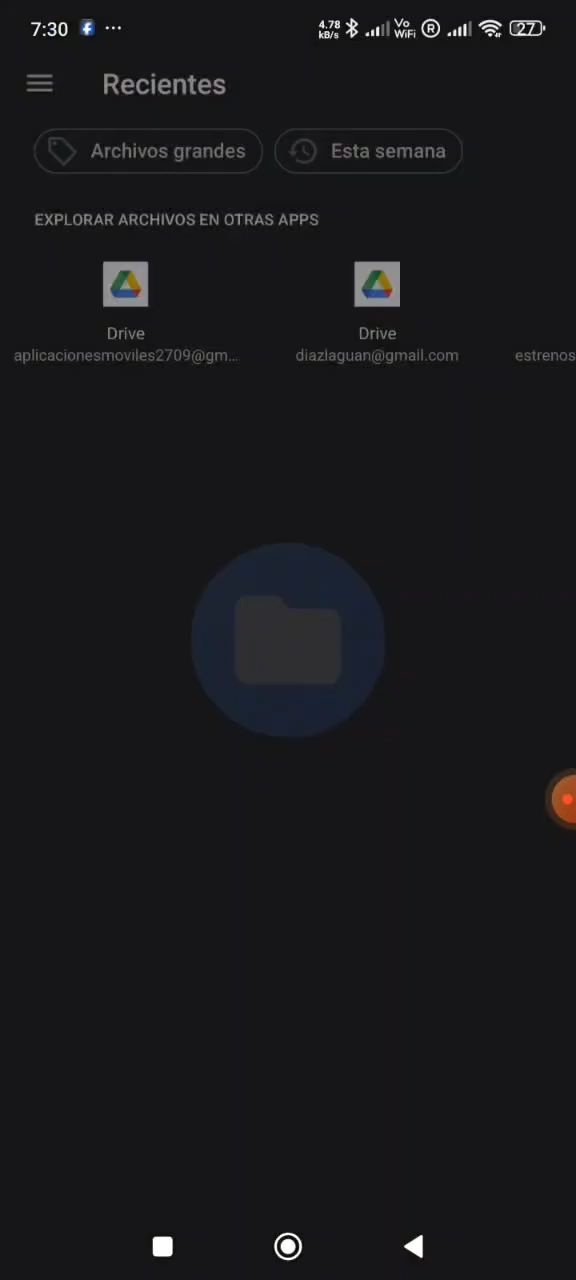 7:30
4.78
kB/s
Vo
WiFi
R
27
Recientes
Archivos grandes
Esta semana
EXPLORAR ARCHIVOS EN OTRAS APPS
Drive
aplicacionesmoviles2709@gm...
Drive
diazlaguan@gmail.com
estrenos